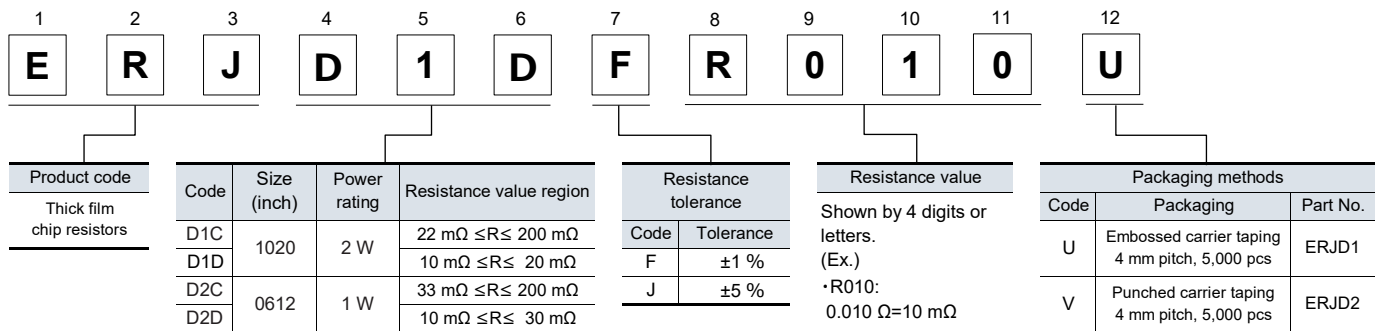 1 2 3 4 5 6 7 8 9 10 11 12
E R J D 1 D F R 0 1 0 U
Product code
Thick film
chip resistors
Code Size (inch) Power rating Resistance value region
D1C 1020 2 W 22 mΩ ≤R≤ 200 mΩ
D1D 10 mΩ ≤R≤ 20 mΩ
D2C 0612 1 W 33 mΩ ≤R≤ 200 mΩ
D2D 10 mΩ ≤R≤ 30 mΩ
Resistance
tolerance
Code Tolerance
F ±1 %
J ±5 %
Resistance value
Shown by 4 digits or
letters.
(Ex.)
・R010:
0.010 Ω=10 mΩ
Packaging methods
Code Packaging Part No.
U Embossed carrier taping
4 mm pitch, 5,000 pcs ERJD1
V Punched carrier taping
4 mm pitch, 5,000 pcs ERJD2